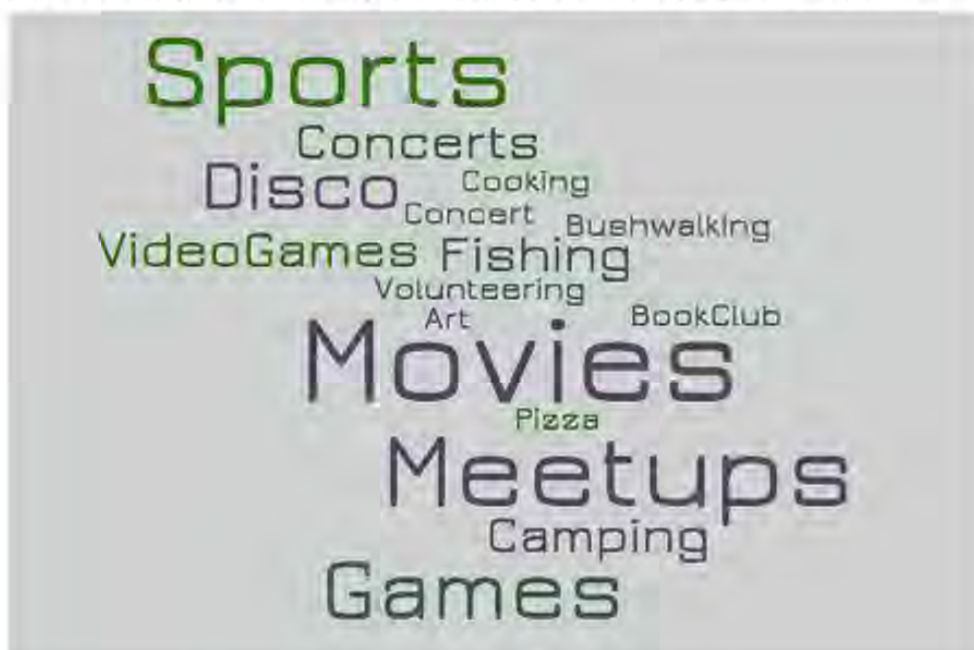 Sports
Concerts
Disco Cooking
Concert Bushwalking
VideoGames Fishing
Volunteering
Art BookClub
Movies
Pizza
Meetups
Camping
Games